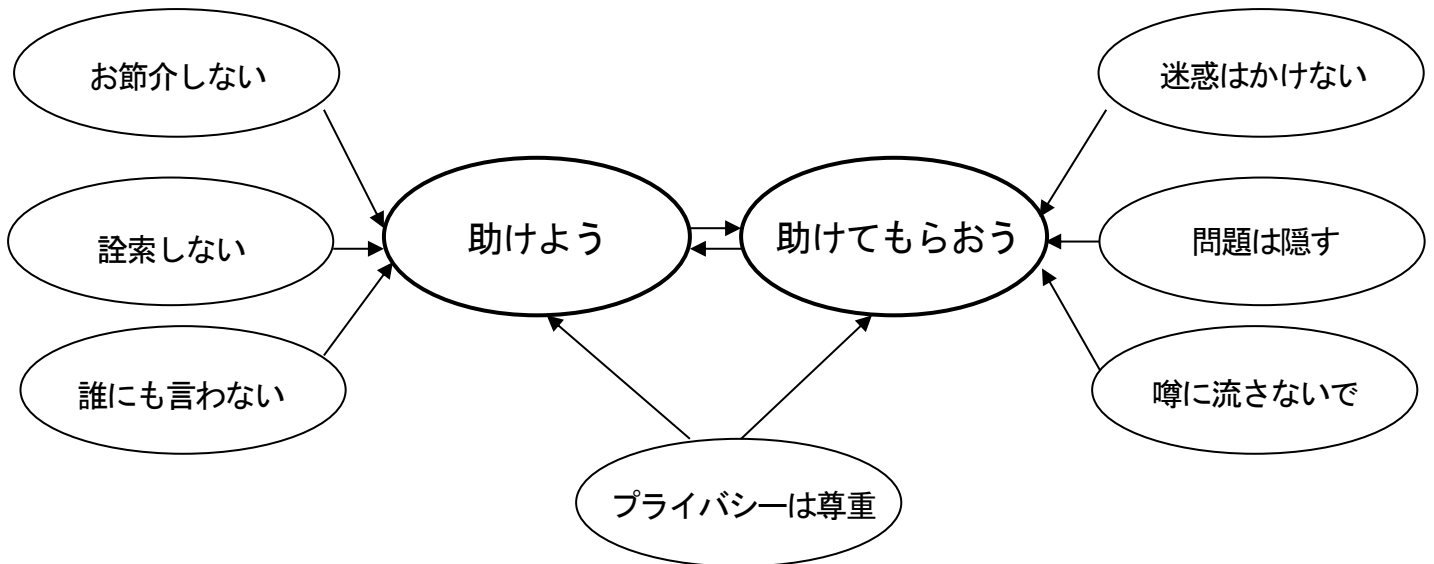 お節介しない
迷惑はかけない
助けよう
助けてもらおう
詮索しない
問題は隠す
誰にも言わない
噂に流さないで
プライバシーは尊重